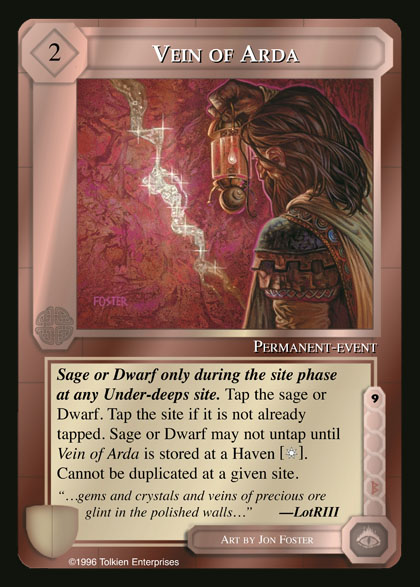 2
VEIN OF ARDA
FOSTER
PERMANENT-EVENT
Sage or Dwarf only during the site phase
at any Under-deeps site. Tap the sage or
Dwarf. Tap the site if it is not already
tapped. Sage or Dwarf may not untap until
Vein of Arda is stored at a Haven [ ].
Cannot be duplicated at a given site.
“…gems and crystals and veins of precious ore
glint in the polished walls…” —LotRIII
9
ART BY JON FOSTER
©1996 Tolkien Enterprises